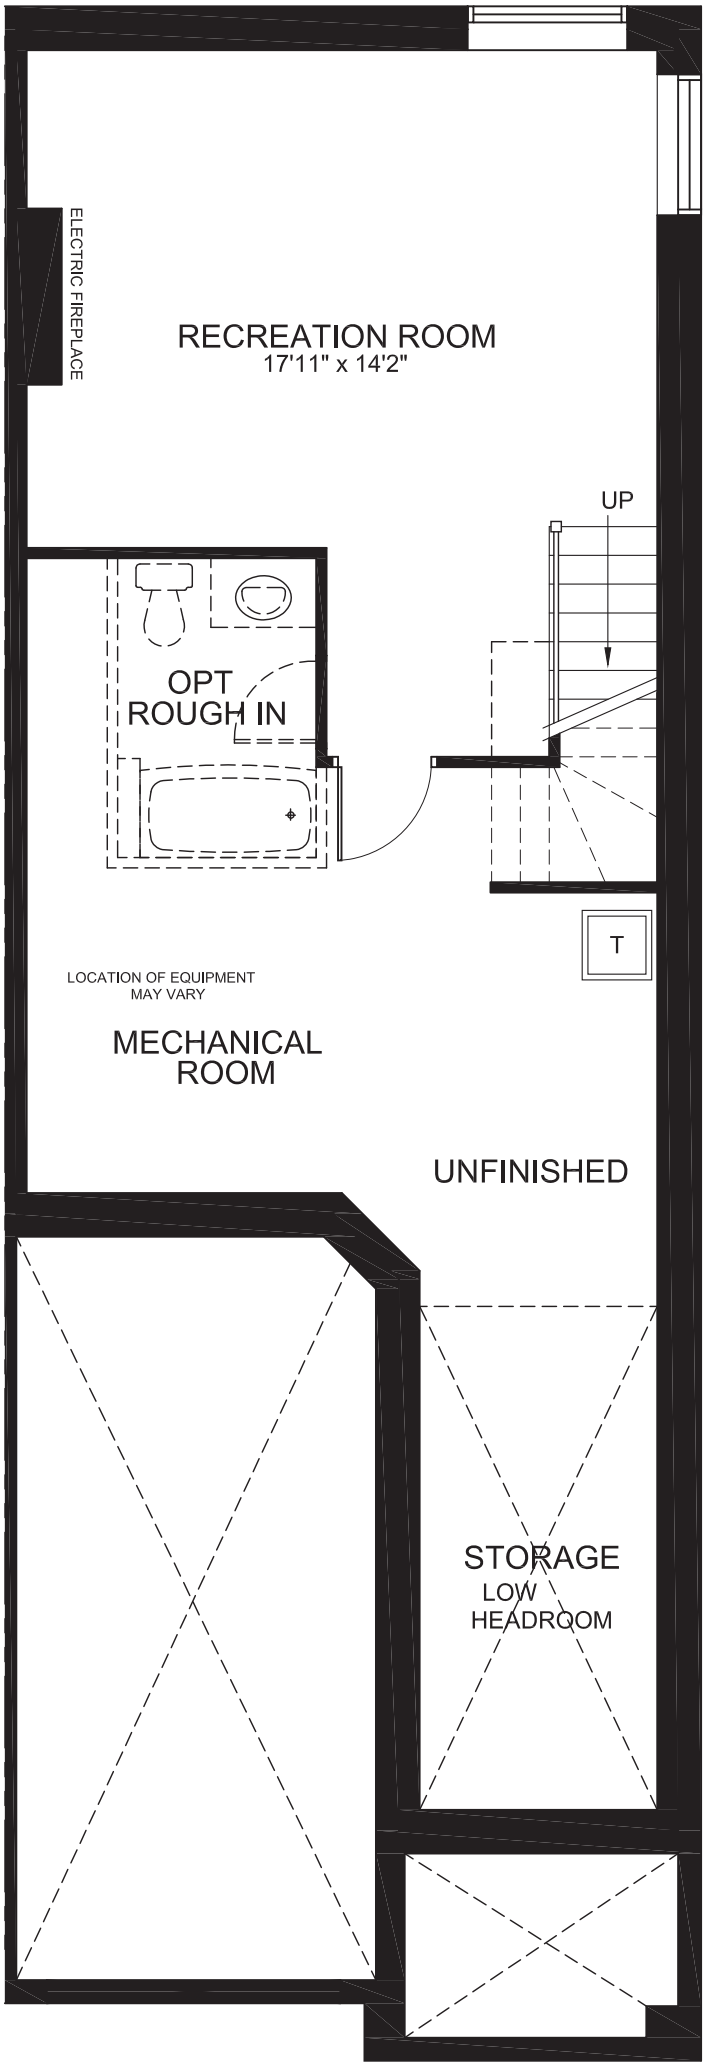 ELECTRIC FIREPLACE
RECREATION ROOM
17'11" x 14'2"
UP
OPT
ROUGH IN
T
LOCATION OF EQUIPMENT
MAY VARY
MECHANICAL
ROOM
UNFINISHED
STORAGE
LOW
HEADROOM